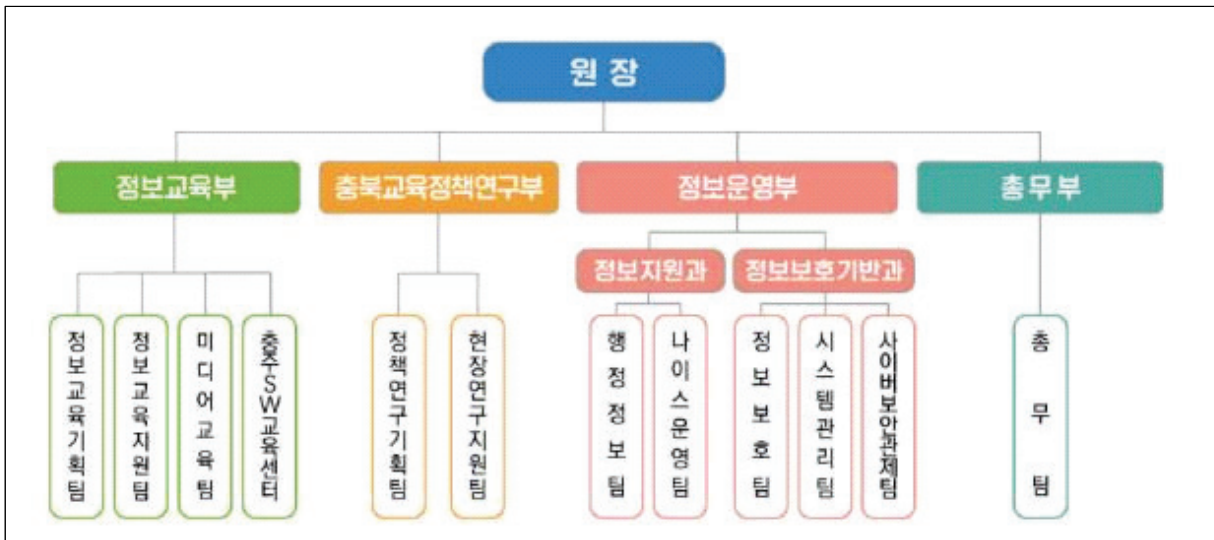 원 장
정보교육부
충북교육정책연구부
정보운영부
총무부
정보지원과
정보보호기반과
정보교육기획팀
정보교육지원팀
미디어교육팀
충주SW교육센터
정책연구기획팀
현장연구지원팀
행정정보팀
나이스운영팀
정보보호팀
시스템관리팀
사이버보안관제팀
총무팀